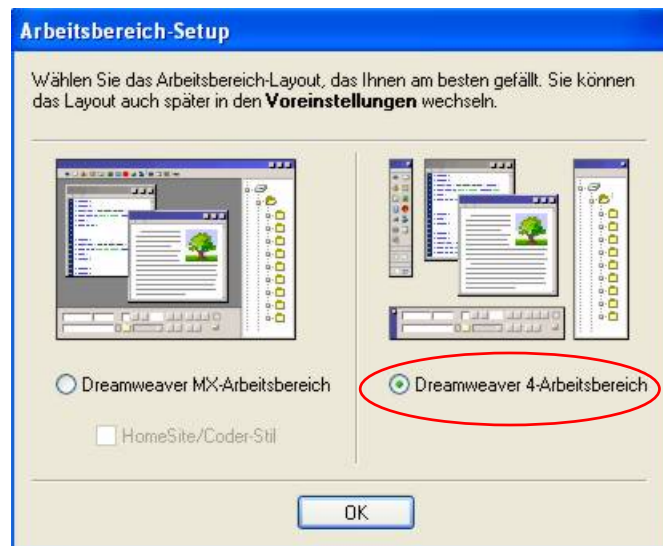 Arbeitsbereich-Setup
Wählen Sie das Arbeitsbereich-Layout, das Ihnen am besten gefällt. Sie können
das Layout auch später in den Voreinstellungen wechseln.
Dreamweaver MX-Arbeitsbereich
Dreamweaver 4-Arbeitsbereich
HomeSite/Coder-Stil
OK